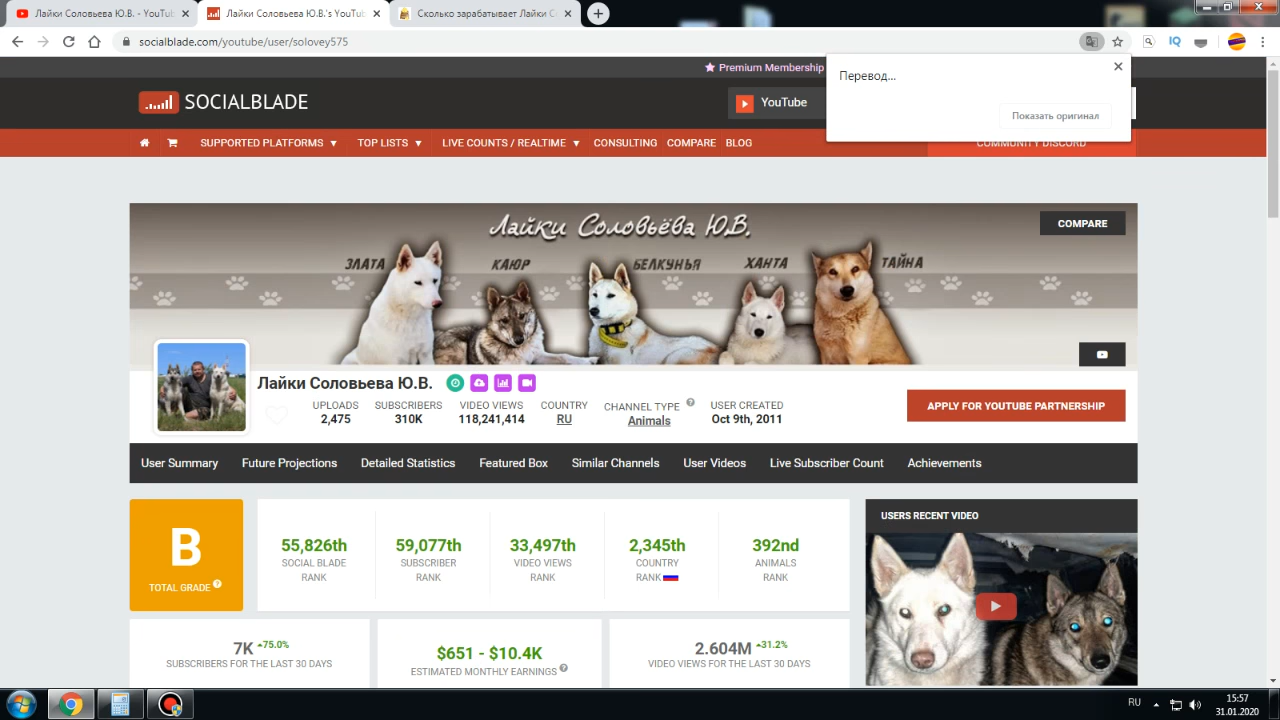 Лайки Соловьева Ю.В. - YouTub
Лайки Соловьева Ю.В.'s YouTub
Сколько зарабатывает Лайки С
socialblade.com/youtube/user/solovey575
Перевод...
Показать оригинал
Premium Membership
SOCIALBLADE
YouTube
SUPPORTED PLATFORMS
TOP LISTS
LIVE COUNTS / REALTIME
CONSULTING
COMPARE
BLOG
COMMUNITY DISCORD
Лайки Соловьёва Ю.В.
COMPARE
ЗЛАТА
КАЮР
БЕЛКУНЬЯ
ХАНТА
ТАЙНА
Лайки Соловьева Ю.В.
UPLOADS
2,475
SUBSCRIBERS
310K
VIDEO VIEWS
118,241,414
COUNTRY
RU
CHANNEL TYPE
Animals
USER CREATED
Oct 9th, 2011
APPLY FOR YOUTUBE PARTNERSHIP
User Summary
Future Projections
Detailed Statistics
Featured Box
Similar Channels
User Videos
Live Subscriber Count
Achievements
B
TOTAL GRADE
55,826th
SOCIAL BLADE
RANK
59,077th
SUBSCRIBER
RANK
33,497th
VIDEO VIEWS
RANK
2,345th
COUNTRY
RANK
392nd
ANIMALS
RANK
USERS RECENT VIDEO
7K 75.0%
SUBSCRIBERS FOR THE LAST 30 DAYS
$651 - $10.4K
ESTIMATED MONTHLY EARNINGS
2.604M 31.2%
VIDEO VIEWS FOR THE LAST 30 DAYS
RU
15:57
31.01.2020